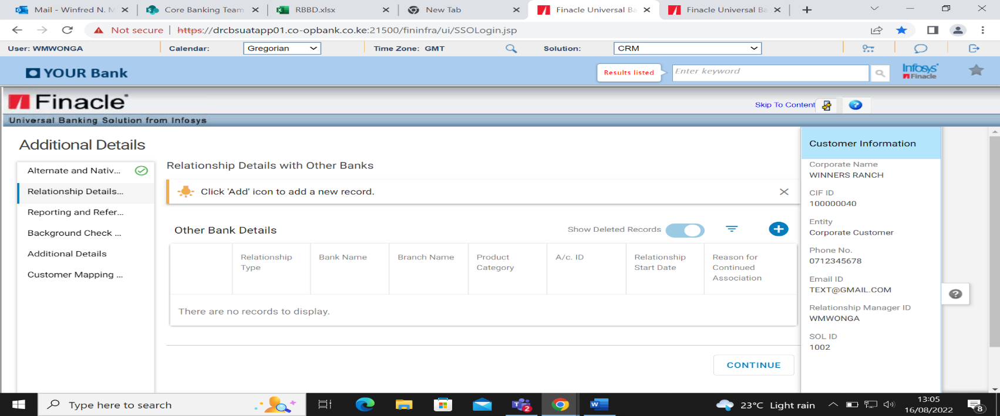 Mail - Winfred N. M
Core Banking Team
RBBD.xlsx
New Tab
Finacle Universal Ba
Finacle Universal Ba
Not secure | https://drcbsuatapp01.co-opbank.co.ke:21500/fininfra/ui/SSOLogin.jsp
User: WMWONGA
Calendar:
Gregorian
Time Zone: GMT
Solution:
CRM
YOUR Bank
Results listed
Enter keyword
Infosys
Finacle
Finacle
Skip To Content
Universal Banking Solution from Infosys
Additional Details
Alternate and Nativ...
Relationship Details...
Reporting and Refer...
Background Check ...
Additional Details
Customer Mapping ...
Relationship Details with Other Banks
Click 'Add' icon to add a new record.
Other Bank Details
Show Deleted Records
Relationship Type
Bank Name
Branch Name
Product Category
A/c. ID
Relationship Start Date
Reason for Continued Association
There are no records to display.
CONTINUE
Customer Information
Corporate Name
WINNERS RANCH
CIF ID
100000040
Entity
Corporate Customer
Phone No.
0712345678
Email ID
TEXT@GMAIL.COM
Relationship Manager ID
WMWONGA
SOL ID
1002
Type here to search
2
23°C Light rain
13:05
16/08/2022
8